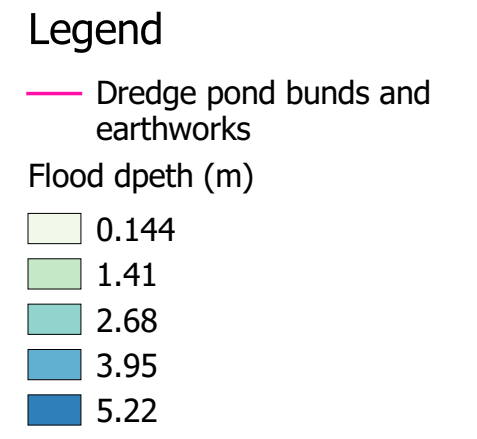 Legend
Dredge pond bunds and
earthworks
Flood dpeth (m)
0.144
1.41
2.68
3.95
5.22